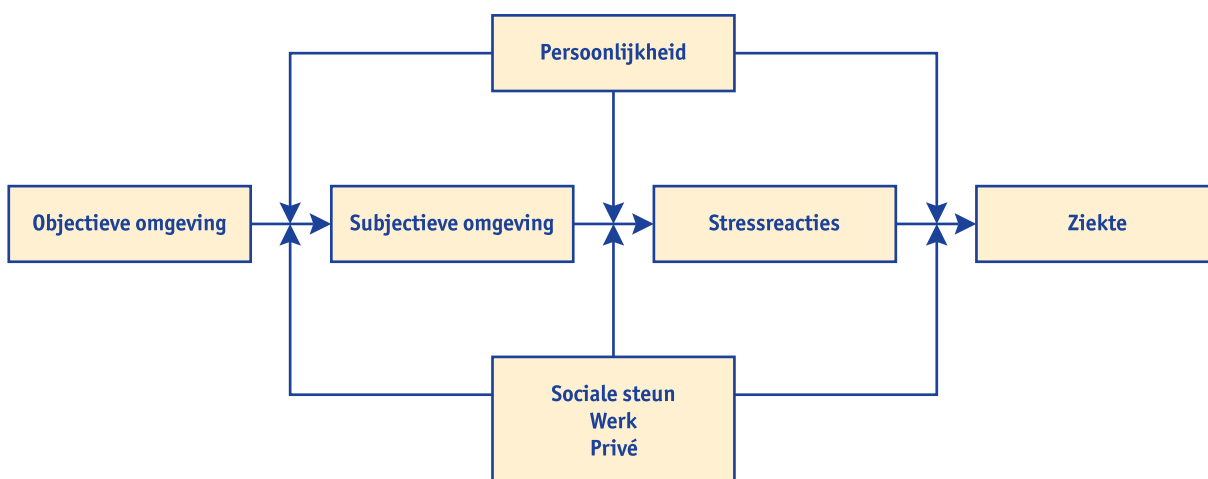 Persoonlijkheid
Objectieve omgeving
Subjectieve omgeving
Stressreacties
Ziekte
Sociale steun
Werk
Privé